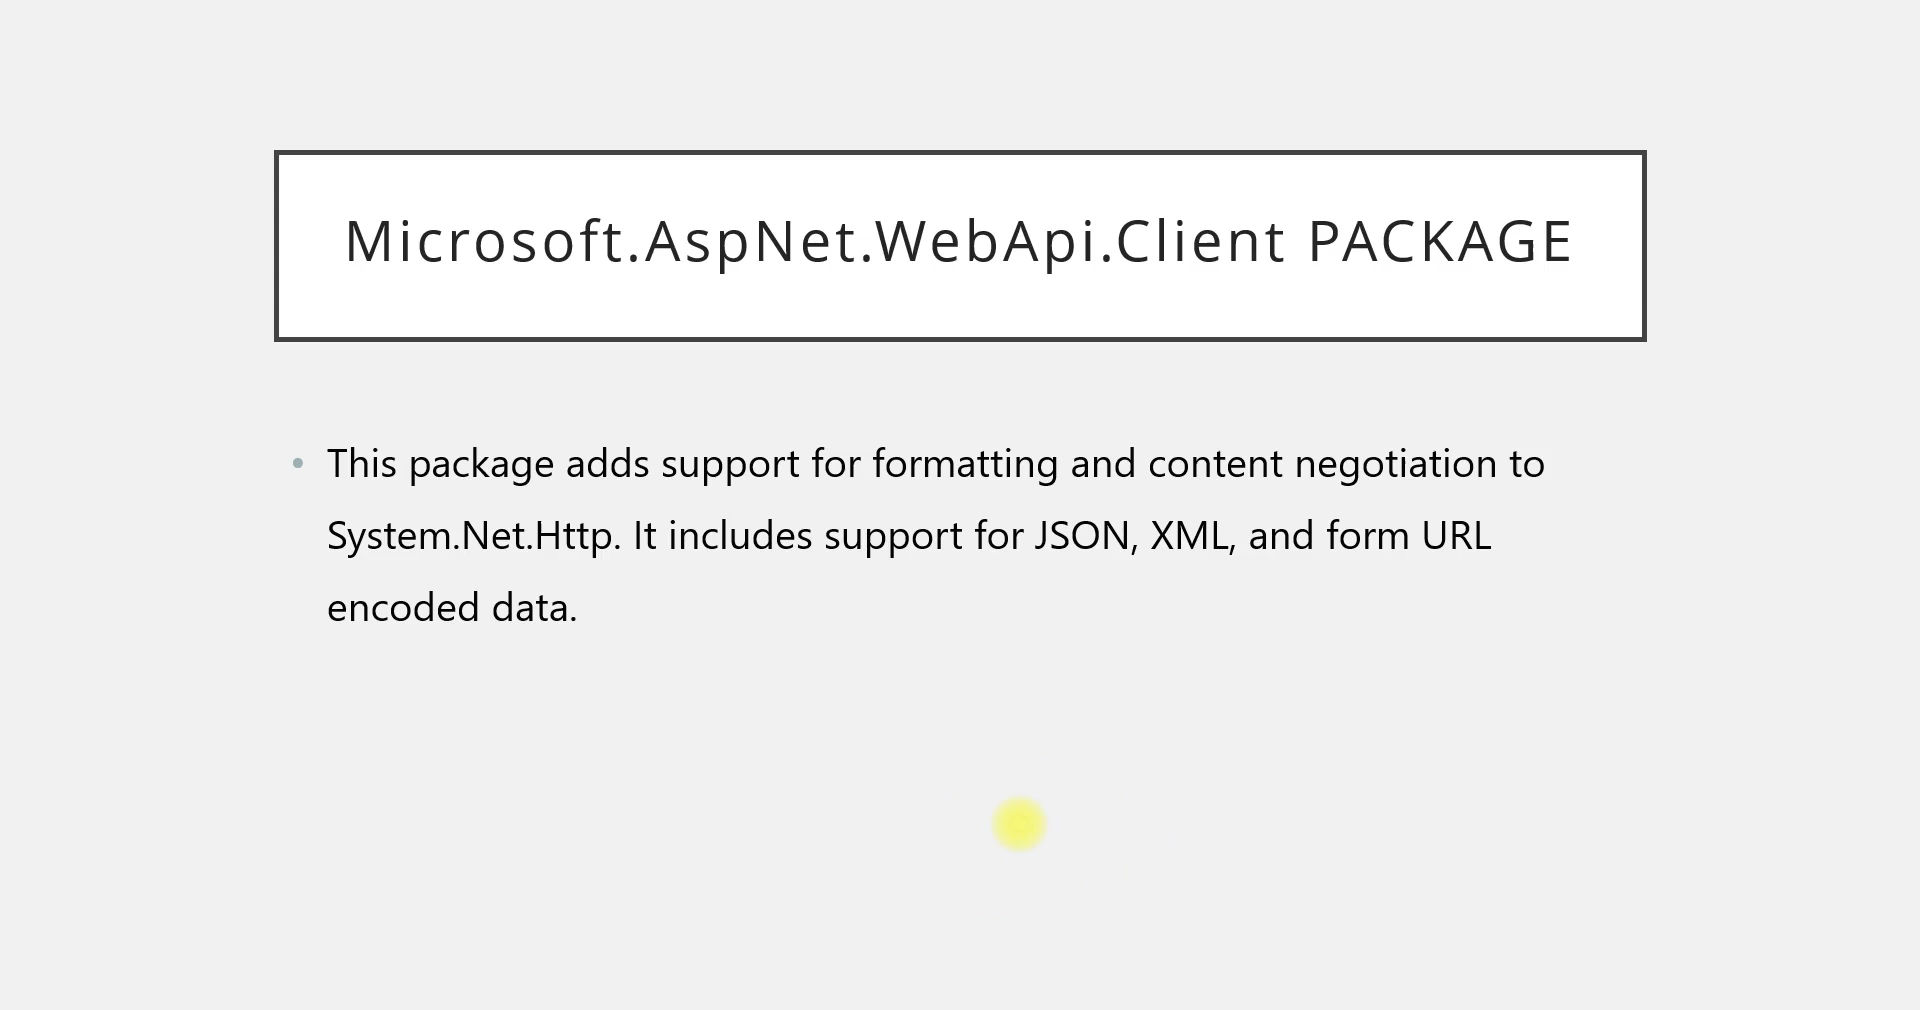 Microsoft.AspNet.WebApi.Client PACKAGE
• This package adds support for formatting and content negotiation to
System.Net.Http. It includes support for JSON, XML, and form URL
encoded data.